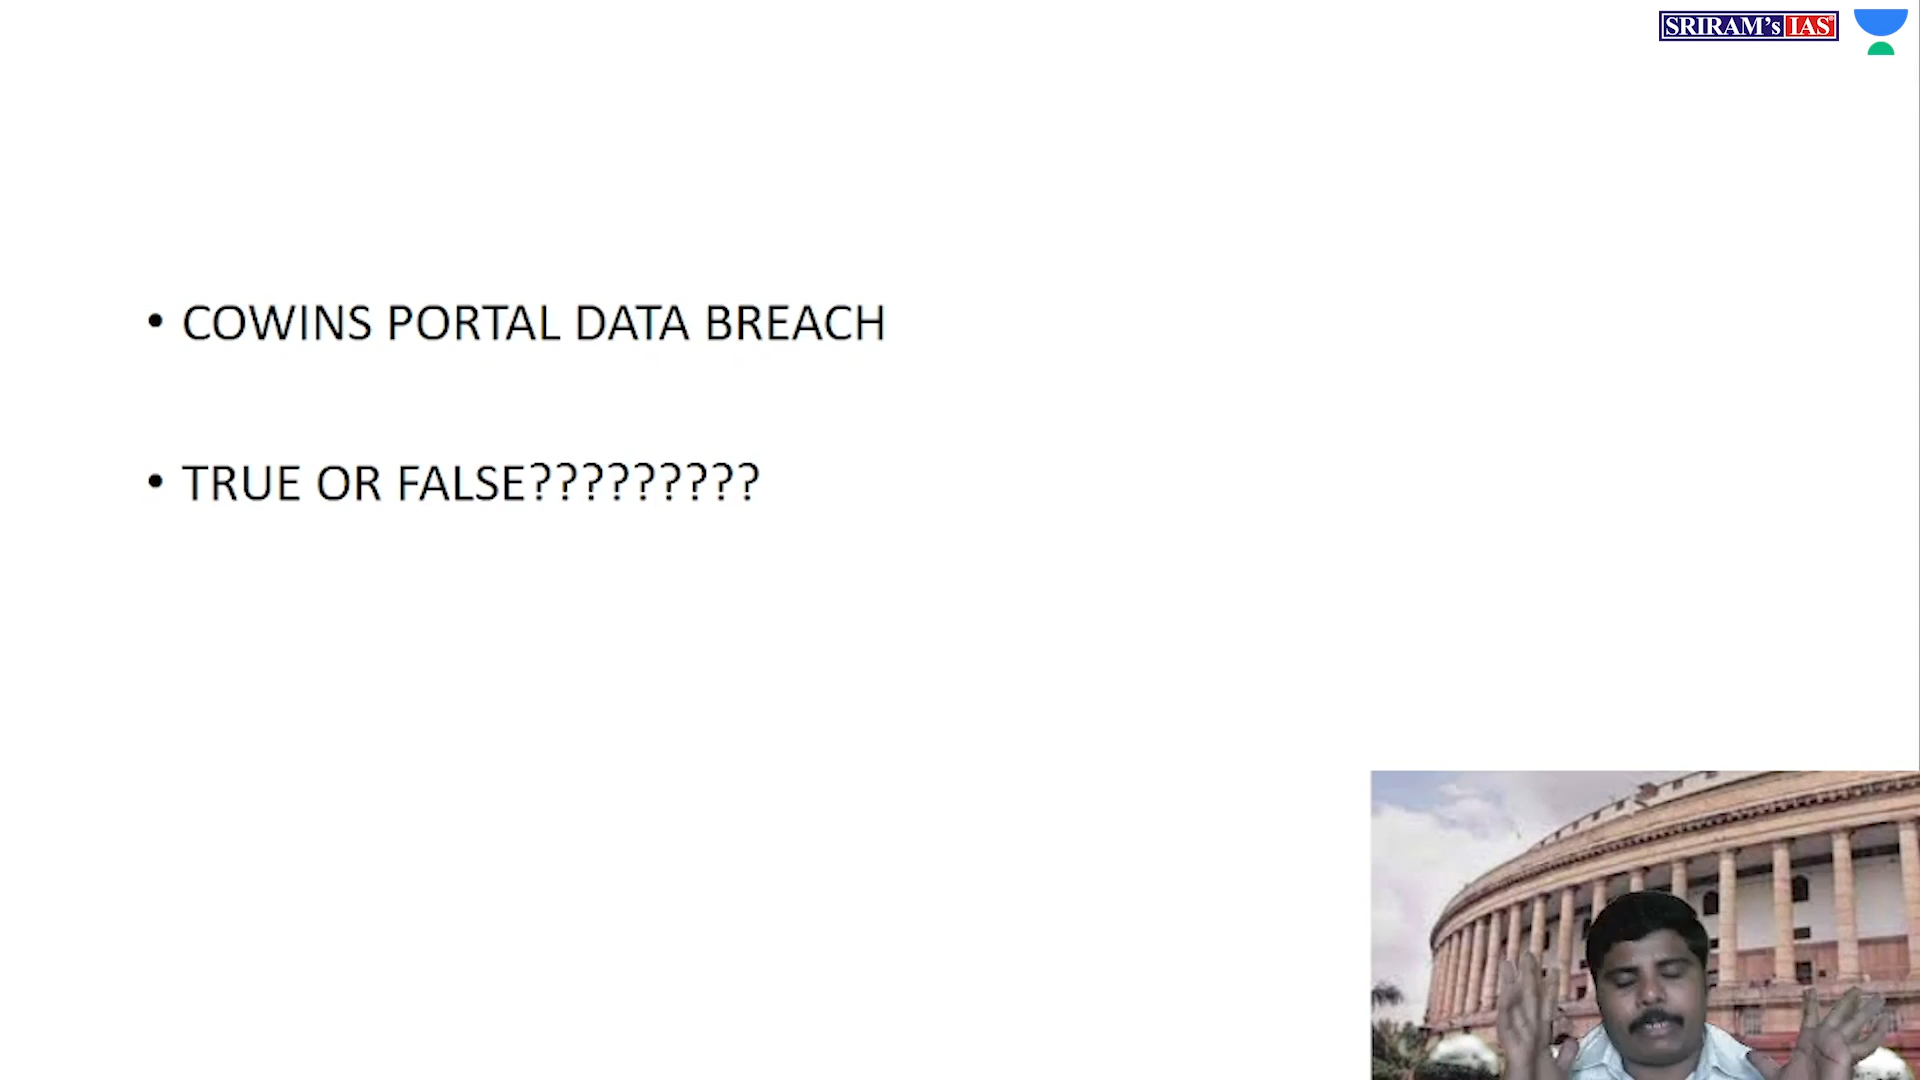 SRIRAM's IAS
• COWINS PORTAL DATA BREACH
• TRUE OR FALSE?????????